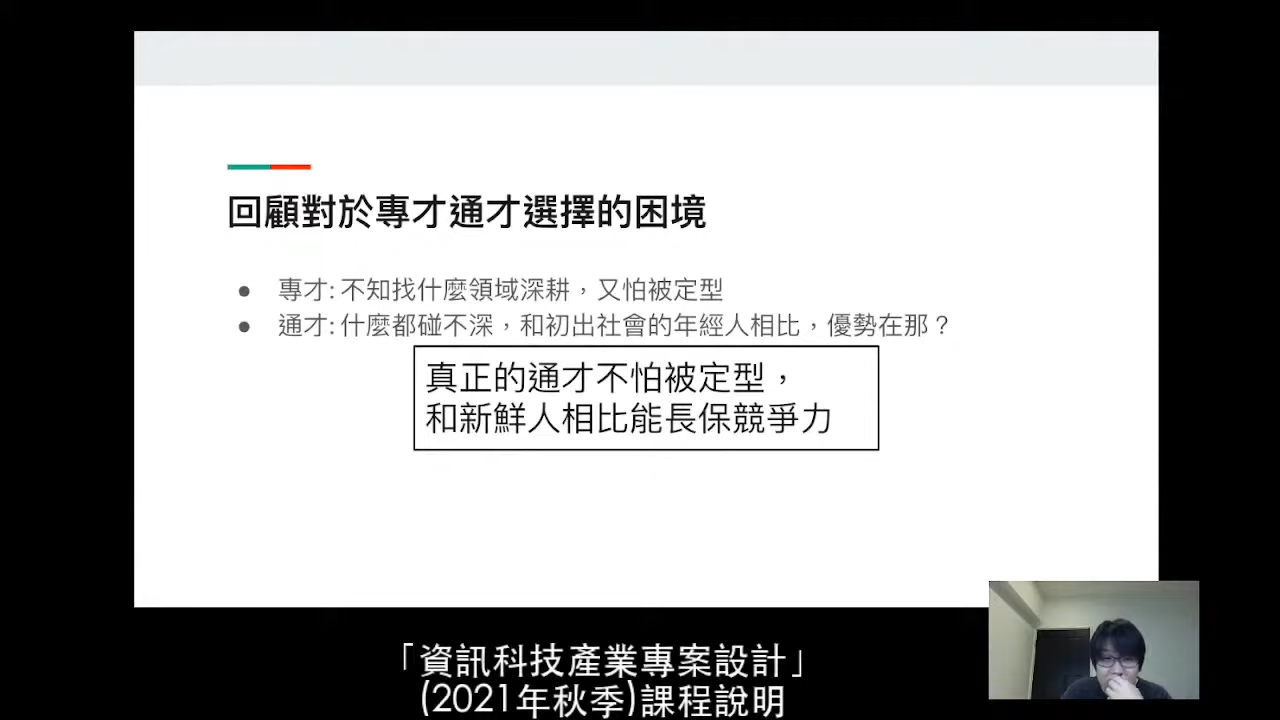 回顧對於專才通才選擇的困境
● 專才: 不知找什麼領域深耕，又怕被定型
● 通才: 什麼都碰不深，和初出社會的年經人相比，優勢在那？
真正的通才不怕被定型，
和新鮮人相比能長保競爭力
「資訊科技產業專案設計」
(2021年秋季)課程說明